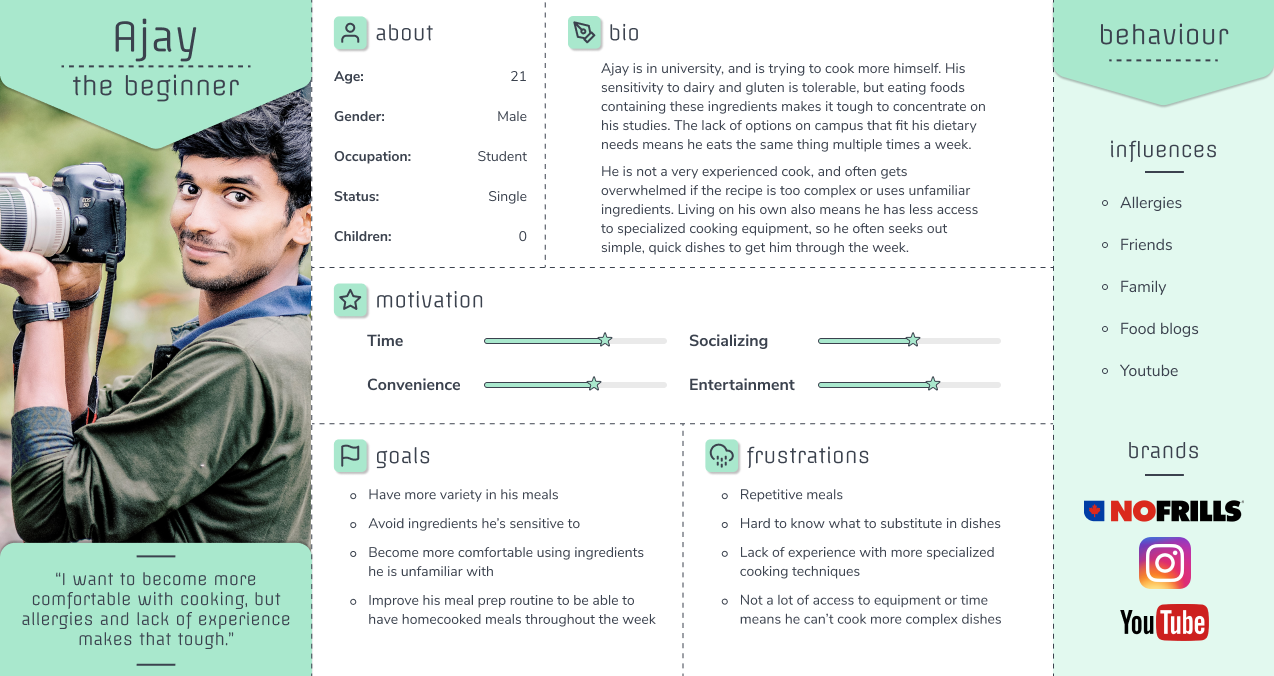 Ajay
the beginner
"I want to become more
comfortable with cooking, but
allergies and lack of experience
makes that tough."
about
Age: 21
Gender: Male
Occupation: Student
Status: Single
Children: 0
bio
Ajay is in university, and is trying to cook more himself. His
sensitivity to dairy and gluten is tolerable, but eating foods
containing these ingredients makes it tough to concentrate on
his studies. The lack of options on campus that fit his dietary
needs means he eats the same thing multiple times a week.
He is not a very experienced cook, and often gets
overwhelmed if the recipe is too complex or uses unfamiliar
ingredients. Living on his own also means he has less access
to specialized cooking equipment, so he often seeks out
simple, quick dishes to get him through the week.
motivation
Time
Socializing
Convenience
Entertainment
goals
Have more variety in his meals
Avoid ingredients he's sensitive to
Become more comfortable using ingredients
he is unfamiliar with
Improve his meal prep routine to be able to
have homecooked meals throughout the week
frustrations
Repetitive meals
Hard to know what to substitute in dishes
Lack of experience with more specialized
cooking techniques
Not a lot of access to equipment or time
means he can't cook more complex dishes
behaviour
influences
Allergies
Friends
Family
Food blogs
Youtube
brands
NOFRILLS
YouTube